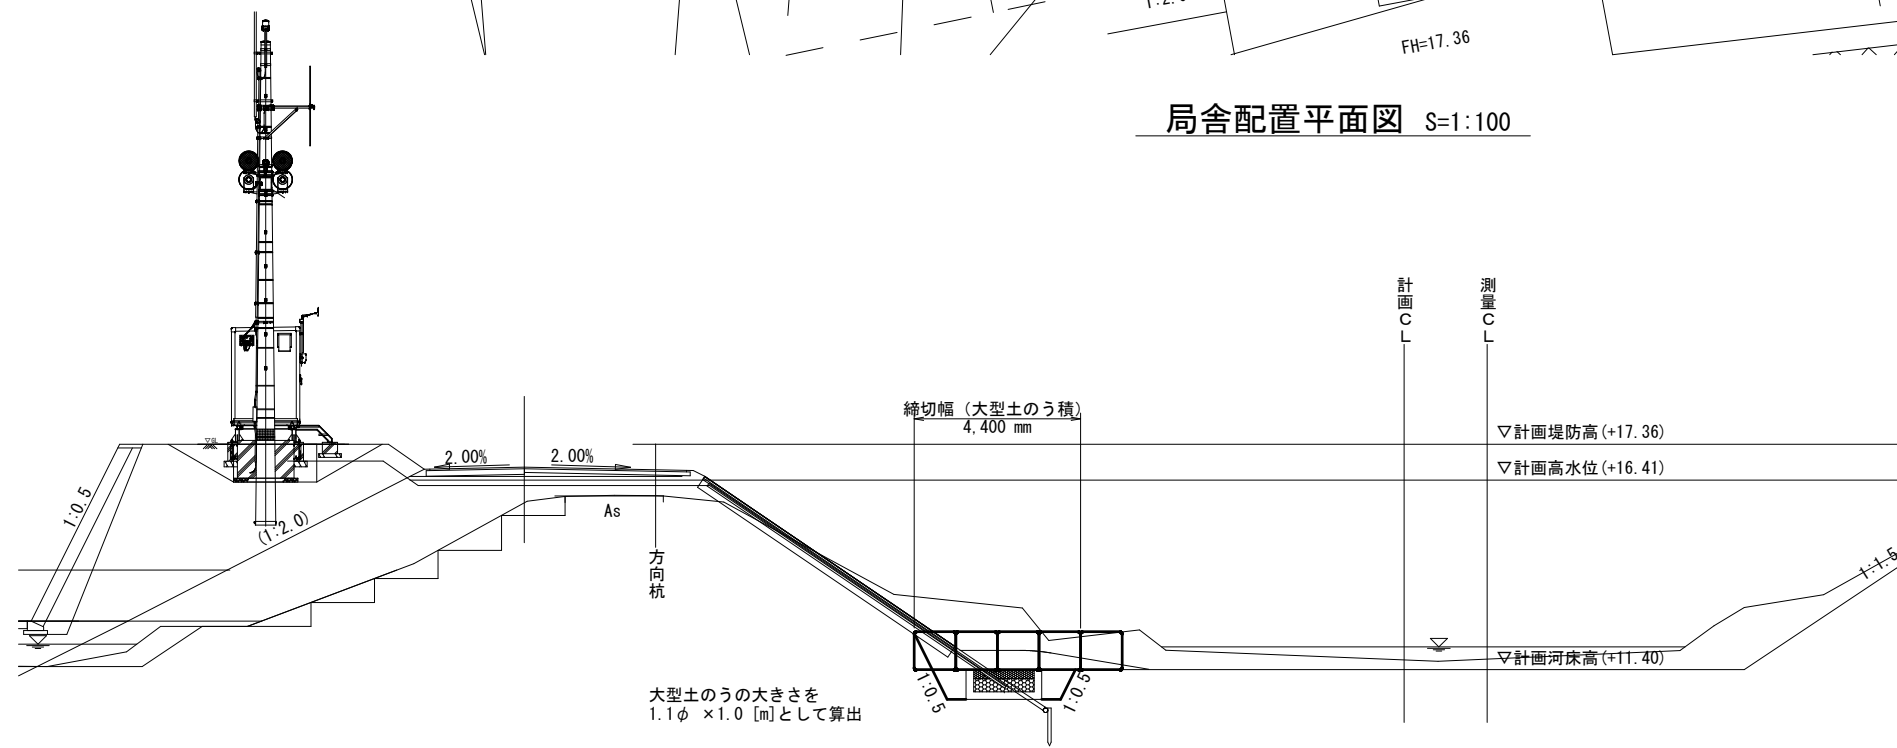 FH=17.36
局舎配置平面図 S=1:100
計画CL
測量CL
締切幅（大型土のう積）
4,400 mm
▽計画堤防高(+17.36)
▽計画高水位(+16.41)
2.00%
2.00%
1:0.5
(1:2.0)
As
方向杭
1:1.5
▽計画河床高(+11.40)
1:0.5
1:0.5
大型土のうの大きさを
1.1φ ×1.0 [m]として算出